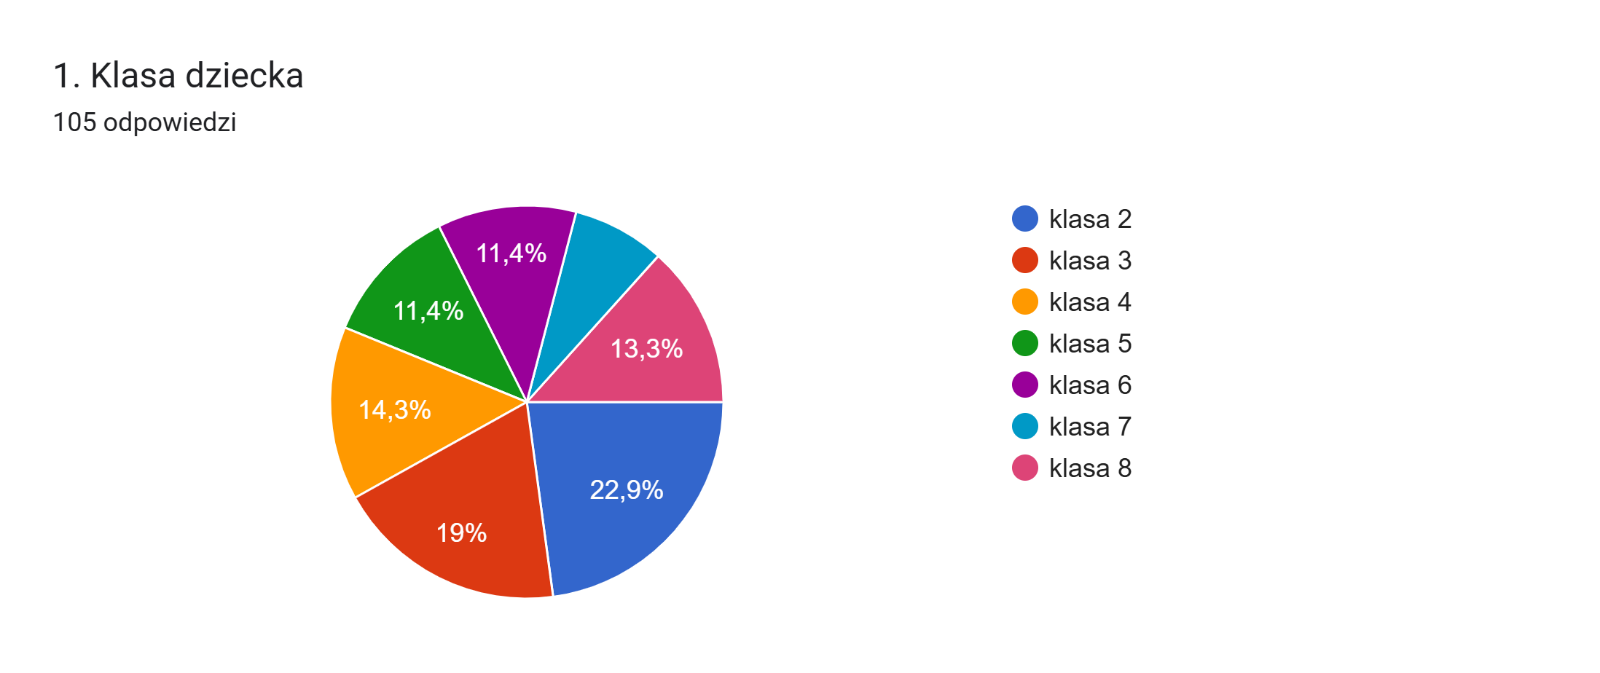 1. Klasa dziecka
105 odpowiedzi
11,4%
11,4%
13,3%
14,3%
22,9%
19%
klasa 2
klasa 3
klasa 4
klasa 5
klasa 6
klasa 7
klasa 8